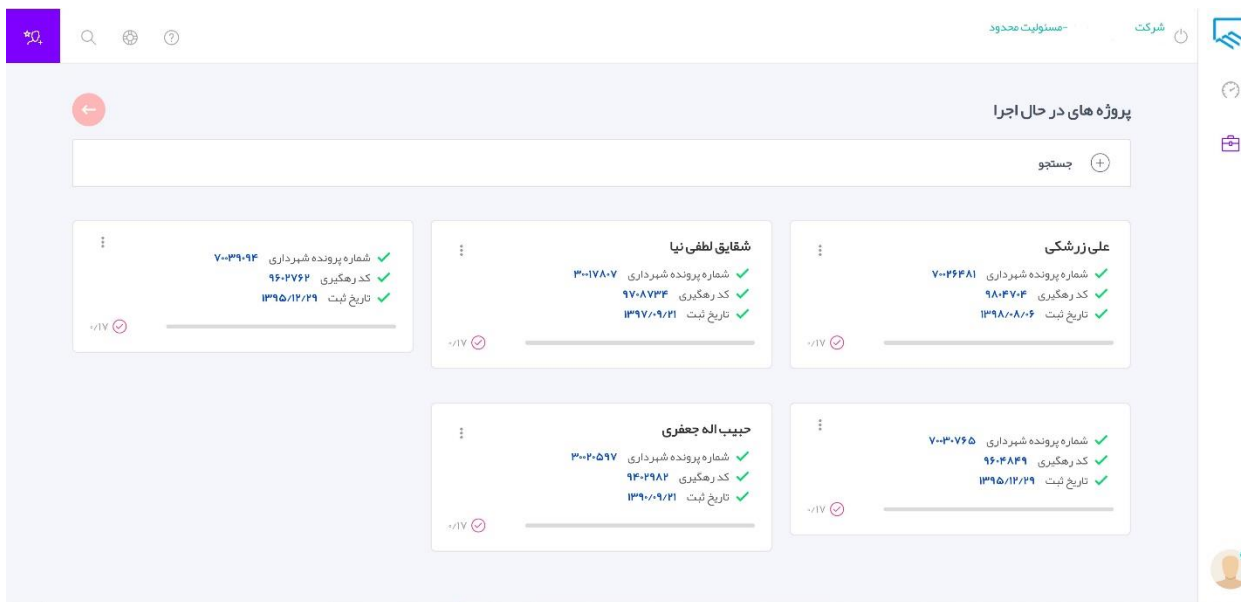 شرکت -مسئولیت محدود
پروژه های در حال اجرا
جستجو
علی زرشکی
شماره پرونده شهرداری ۷۰۰۲۶۴۸۱
کد رهگیری ۹۸۰۴۷۰۴
تاریخ ثبت ۱۳۹۸/۰۸/۰۶
۰/۱۷
شقایق لطفی نیا
شماره پرونده شهرداری ۳۰۰۱۷۸۰۷
کد رهگیری ۹۷۰۸۷۳۴
تاریخ ثبت ۱۳۹۷/۰۹/۲۱
۰/۱۷
شماره پرونده شهرداری ۷۰۰۳۹۰۹۴
کد رهگیری ۹۶۰۲۷۶۲
تاریخ ثبت ۱۳۹۵/۱۲/۲۹
۰/۱۷
شماره پرونده شهرداری ۷۰۰۳۰۷۶۵
کد رهگیری ۹۶۰۴۸۴۹
تاریخ ثبت ۱۳۹۵/۱۲/۲۹
۰/۱۷
حبیب اله جعفری
شماره پرونده شهرداری ۳۰۰۲۰۵۹۷
کد رهگیری ۹۴۰۲۹۸۲
تاریخ ثبت ۱۳۹۰/۰۹/۲۱
۰/۱۷